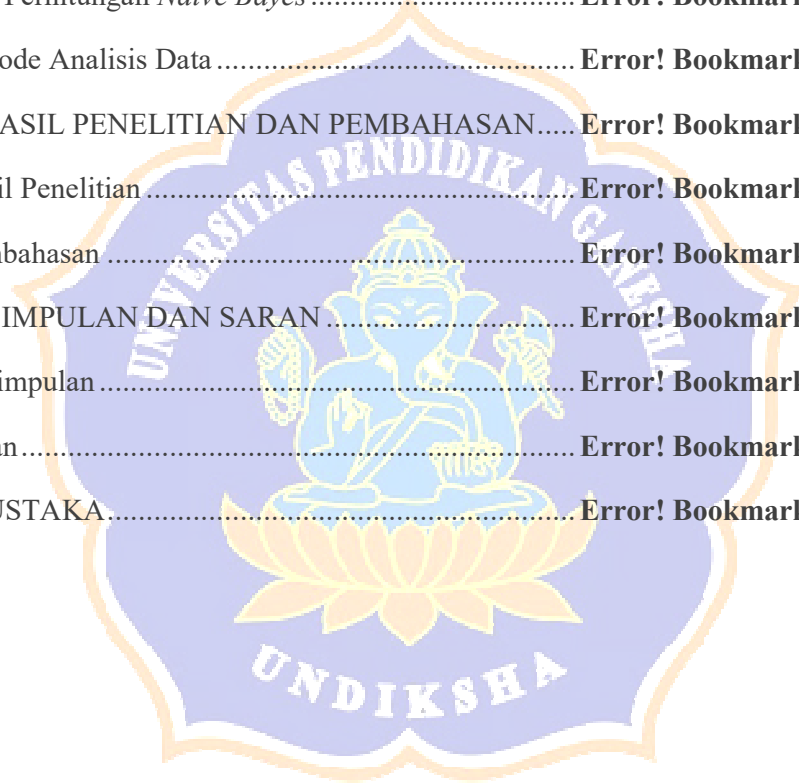 Perhitungan Naive Bayes .................................. Error! Bookmark
ode Analisis Data .............................................. Error! Bookmark
ASIL PENELITIAN DAN PEMBAHASAN..... Error! Bookmark
il Penelitian ....................................................... Error! Bookmark
mbahasan ............................................................ Error! Bookmark
IMPULAN DAN SARAN ................................ Error! Bookmark
impulan ............................................................. Error! Bookmark
an ....................................................................... Error! Bookmark
USTAKA............................................................ Error! Bookmark
UNIVERSITAS PENDIDIKAN GANESHA
UNDIKSHA